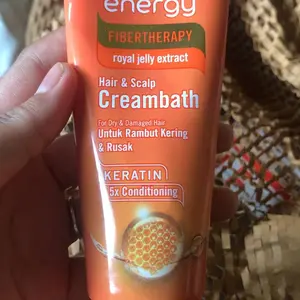 energy
FIBERTHERAPY
royal jelly extract
Hair & Scalp
Creambath
For Dry & Damaged Hair
Untuk Rambut Kering
& Rusak
KERATIN
5x Conditioning